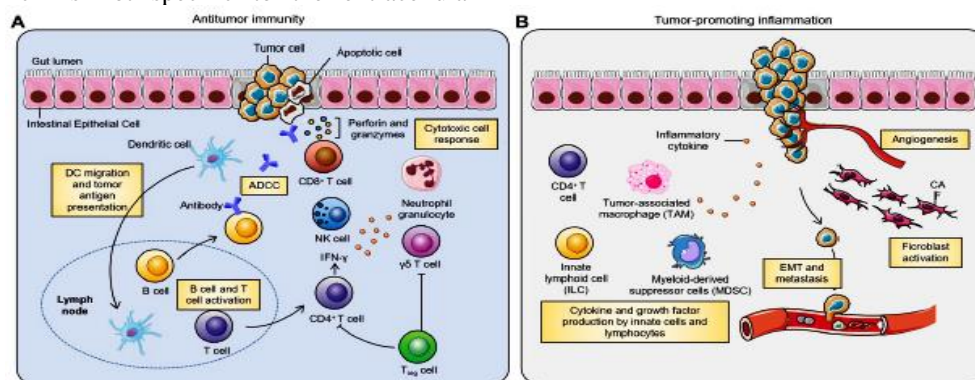 A
Antitumor immunity
Tumor cell
Apoptotic cell
Gut lumen
Intestinal Epithelial Cell
Perforin and
granzymes
Cytotoxic cell
response
Dendritic cell
DC migration
and tomor
antigen
presentation
ADCC
CD8+ T cell
Antibody
Neutrophil
granulocyte
NK cell
IFN-γ
γδ T cell
B cell
B cell and T
cell activation
Lymph
node
T cell
CD4+ T cell
Treg cell
B
Tumor-promoting inflammation
Inflammatory
cytokine
Angiogenesis
CD4+ T
cell
Tumor-associated
macrophage (TAM)
CA
F
Ficroblast
activation
Innate
lymphoid cell
(ILC)
Myeloid-derived
suppressor cells (MDSC)
EMT and
metastasis
Cytokine and growth factor
production by innate cells and
lymphocytes